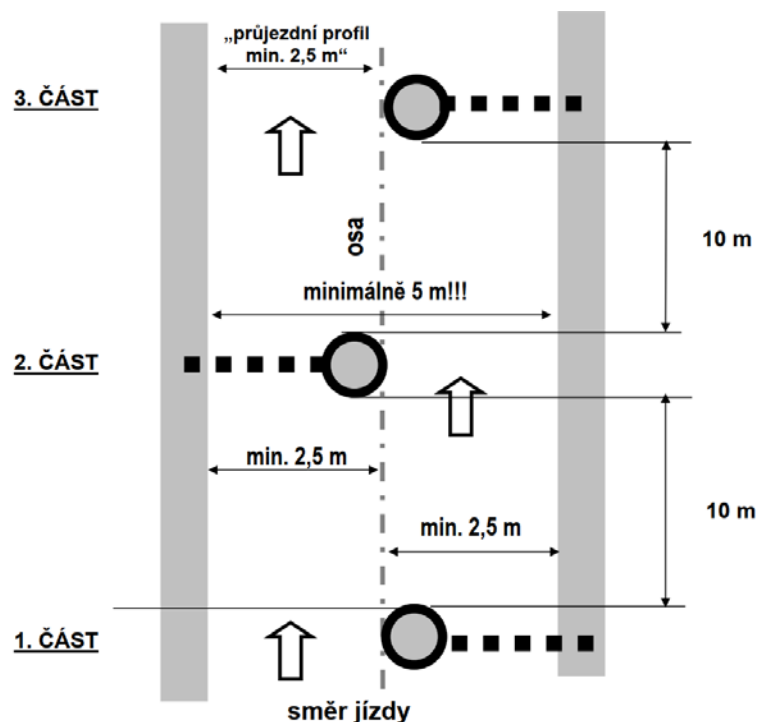 „průjezdní profil
min. 2,5 m“
3. ČÁST
osa
10 m
minimálně 5 m!!!
2. ČÁST
min. 2,5 m
10 m
min. 2,5 m
1. ČÁST
směr jízdy